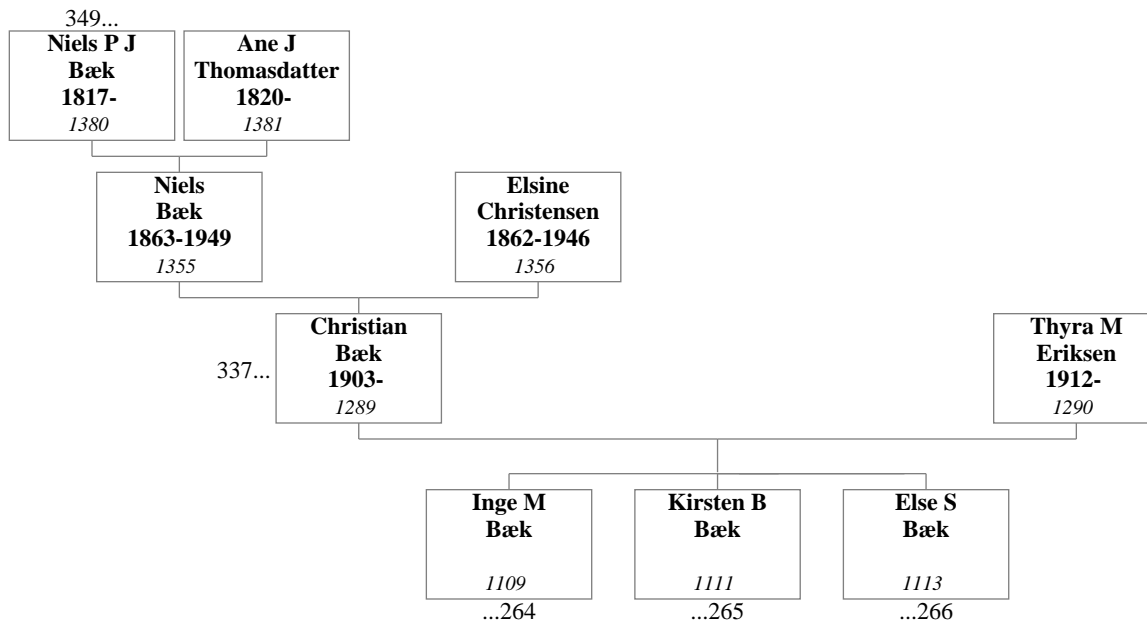 349...
Niels P J
Bæk
1817-
1380
Ane J
Thomasdatter
1820-
1381
Niels
Bæk
1863-1949
1355
Elsine
Christensen
1862-1946
1356
337...
Christian
Bæk
1903-
1289
Thyra M
Eriksen
1912-
1290
Inge M
Bæk
1109
...264
Kirsten B
Bæk
1111
...265
Else S
Bæk
1113
...266